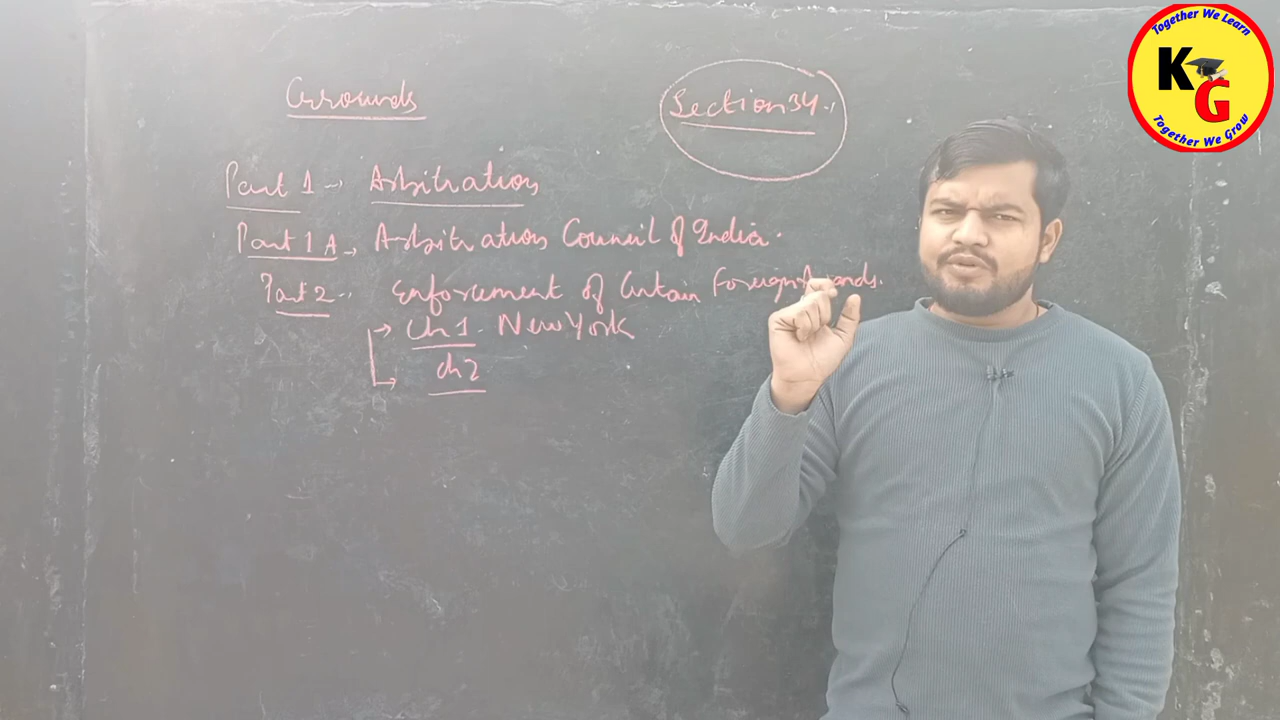 Grounds
Section 34.
Part 1 → Arbitration
Part 1 A → Arbitration Council of India.
Part 2 -. Enforcement of Certain Foreign Awards.
→ Ch 1. New York
→ Ch 2
Together We Learn
K
G
Together We Grow